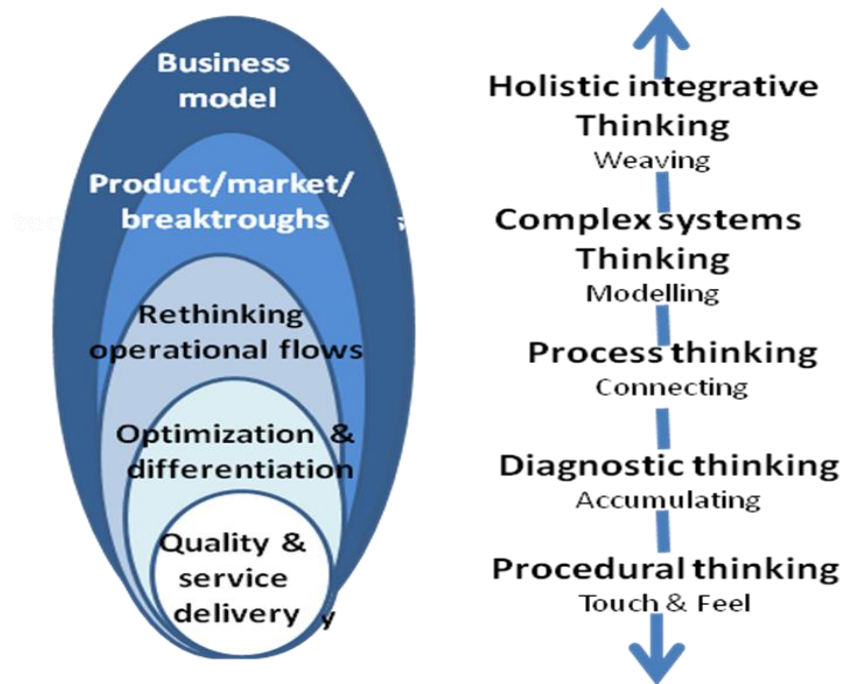 Business
model
Product/market/
breaktroughs
Rethinking
operational flows
Optimization &
differentiation
Quality &
service
delivery y
Holistic integrative
Thinking
Weaving
Complex systems
Thinking
Modelling
Process thinking
Connecting
Diagnostic thinking
Accumulating
Procedural thinking
Touch & Feel